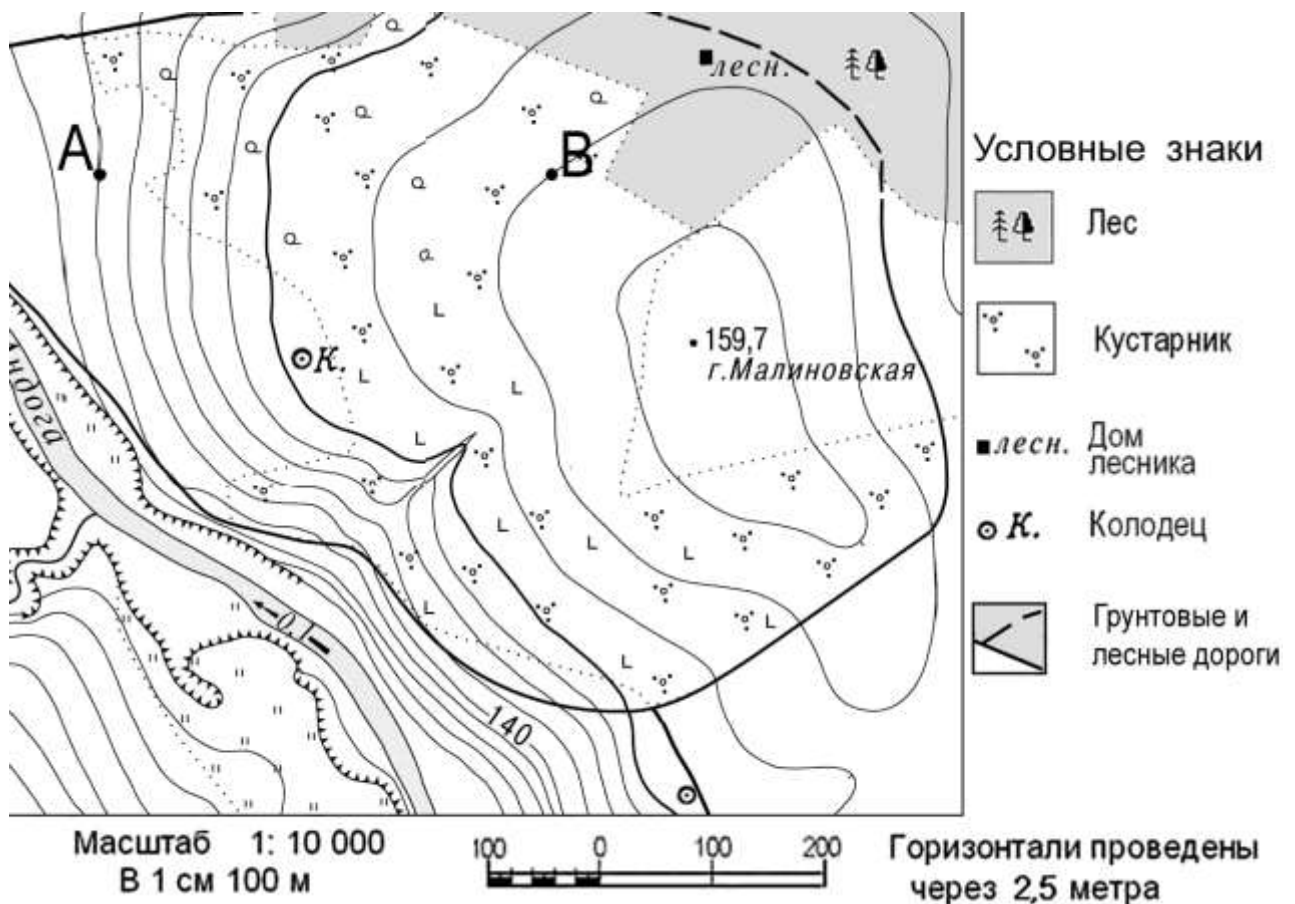 лесн.
А
В
Условные знаки
Лес
К.
159,7
г.Малиновская
Кустарник
ндога
лесн. Дом
лесника
К. Колодец
0,1
140
Грунтовые и
лесные дороги
Масштаб 1: 10 000
В 1 см 100 м
100 0 100 200
Горизонтали проведены
через 2,5 метра